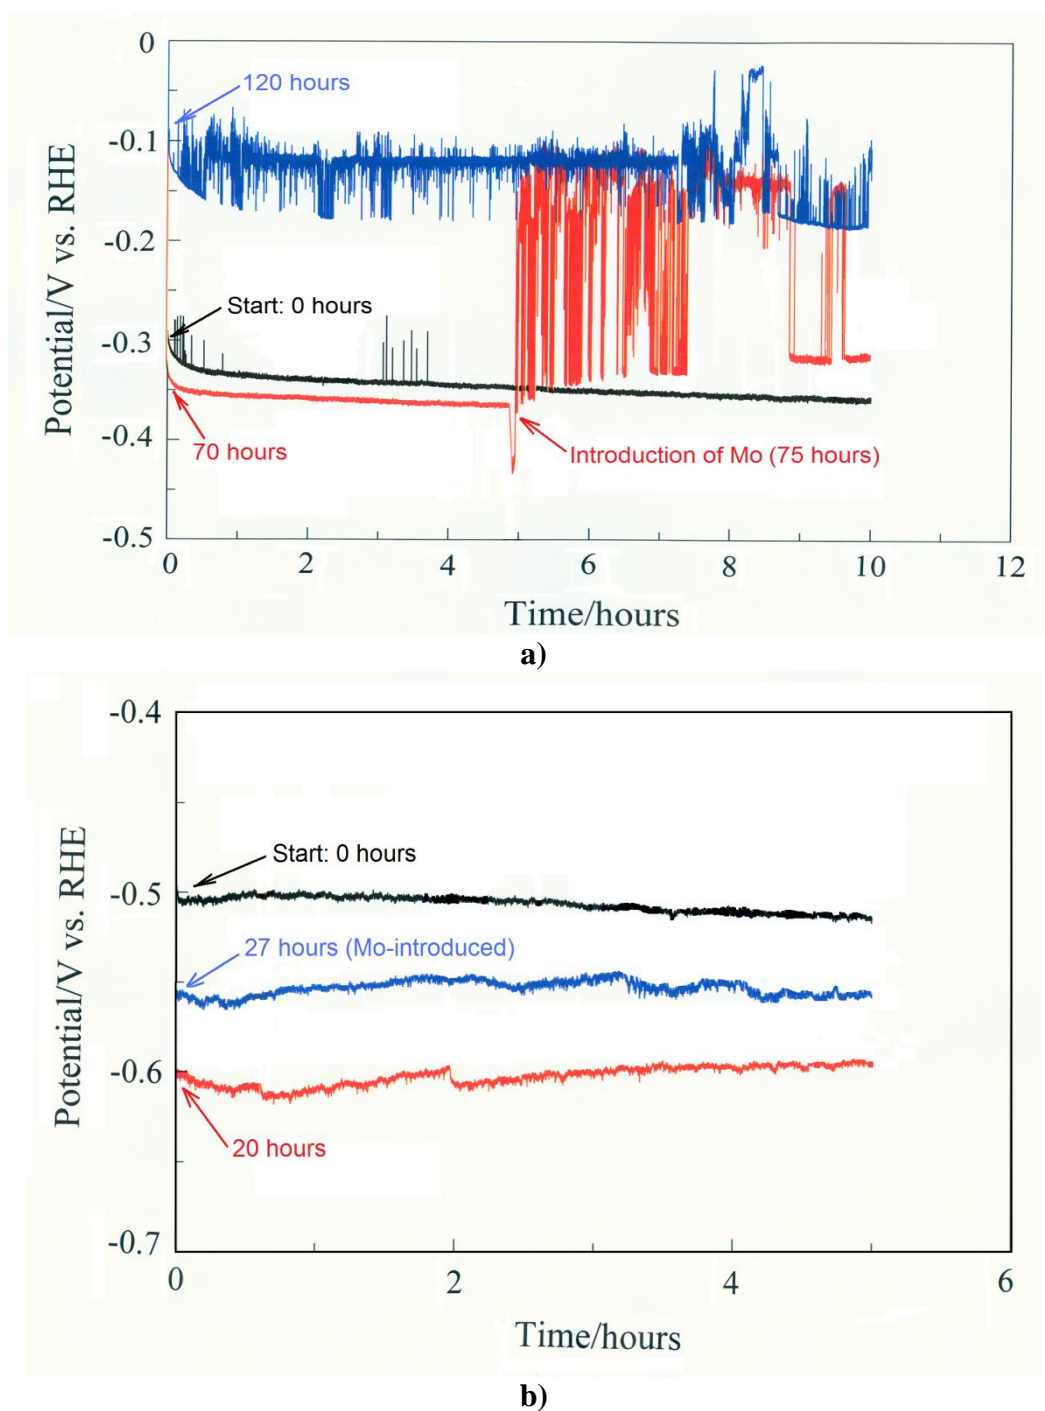 0
-0.1
-0.2
-0.3
-0.4
-0.5
Potential/V vs. RHE
120 hours
Start: 0 hours
70 hours
Introduction of Mo (75 hours)
0
2
4
6
8
10
12
Time/hours
a)
-0.4
-0.5
-0.6
-0.7
Potential/V vs. RHE
Start: 0 hours
27 hours (Mo-introduced)
20 hours
0
2
4
6
Time/hours
b)